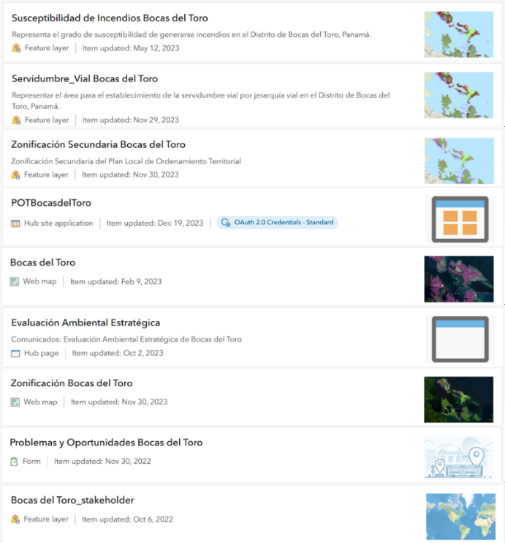 Susceptibilidad de Incendios Bocas del Toro
Representa el grado de susceptibilidad de generarse incendios en el Distrito de Bocas del Toro, Panamá.
Feature layer | Item updated: May 12, 2023
Servidumbre_Vial Bocas del Toro
Representar el área para el establecimiento de la servidumbre vial por jerarquía vial en el Distrito de Bocas del
Toro, Panamá.
Feature layer | Item updated: Nov 29, 2023
Zonificación Secundaria Bocas del Toro
Zonificación Secundaria del Plan Local de Ordenamiento Territorial
Feature layer | Item updated: Nov 30, 2023
POTBocasdelToro
Hub site application | Item updated: Dec 19, 2023 | OAuth 2.0 Credentials - Standard
Bocas del Toro
Web map | Item updated: Feb 9, 2023
Evaluación Ambiental Estratégica
Comunicados: Evaluación Ambiental Estratégica de Bocas del Toro
Hub page | Item updated: Oct 2, 2023
Zonificación Bocas del Toro
Web map | Item updated: Nov 30, 2023
Problemas y Oportunidades Bocas del Toro
Form | Item updated: Nov 30, 2022
Bocas del Toro_stakeholder
Feature layer | Item updated: Oct 6, 2022